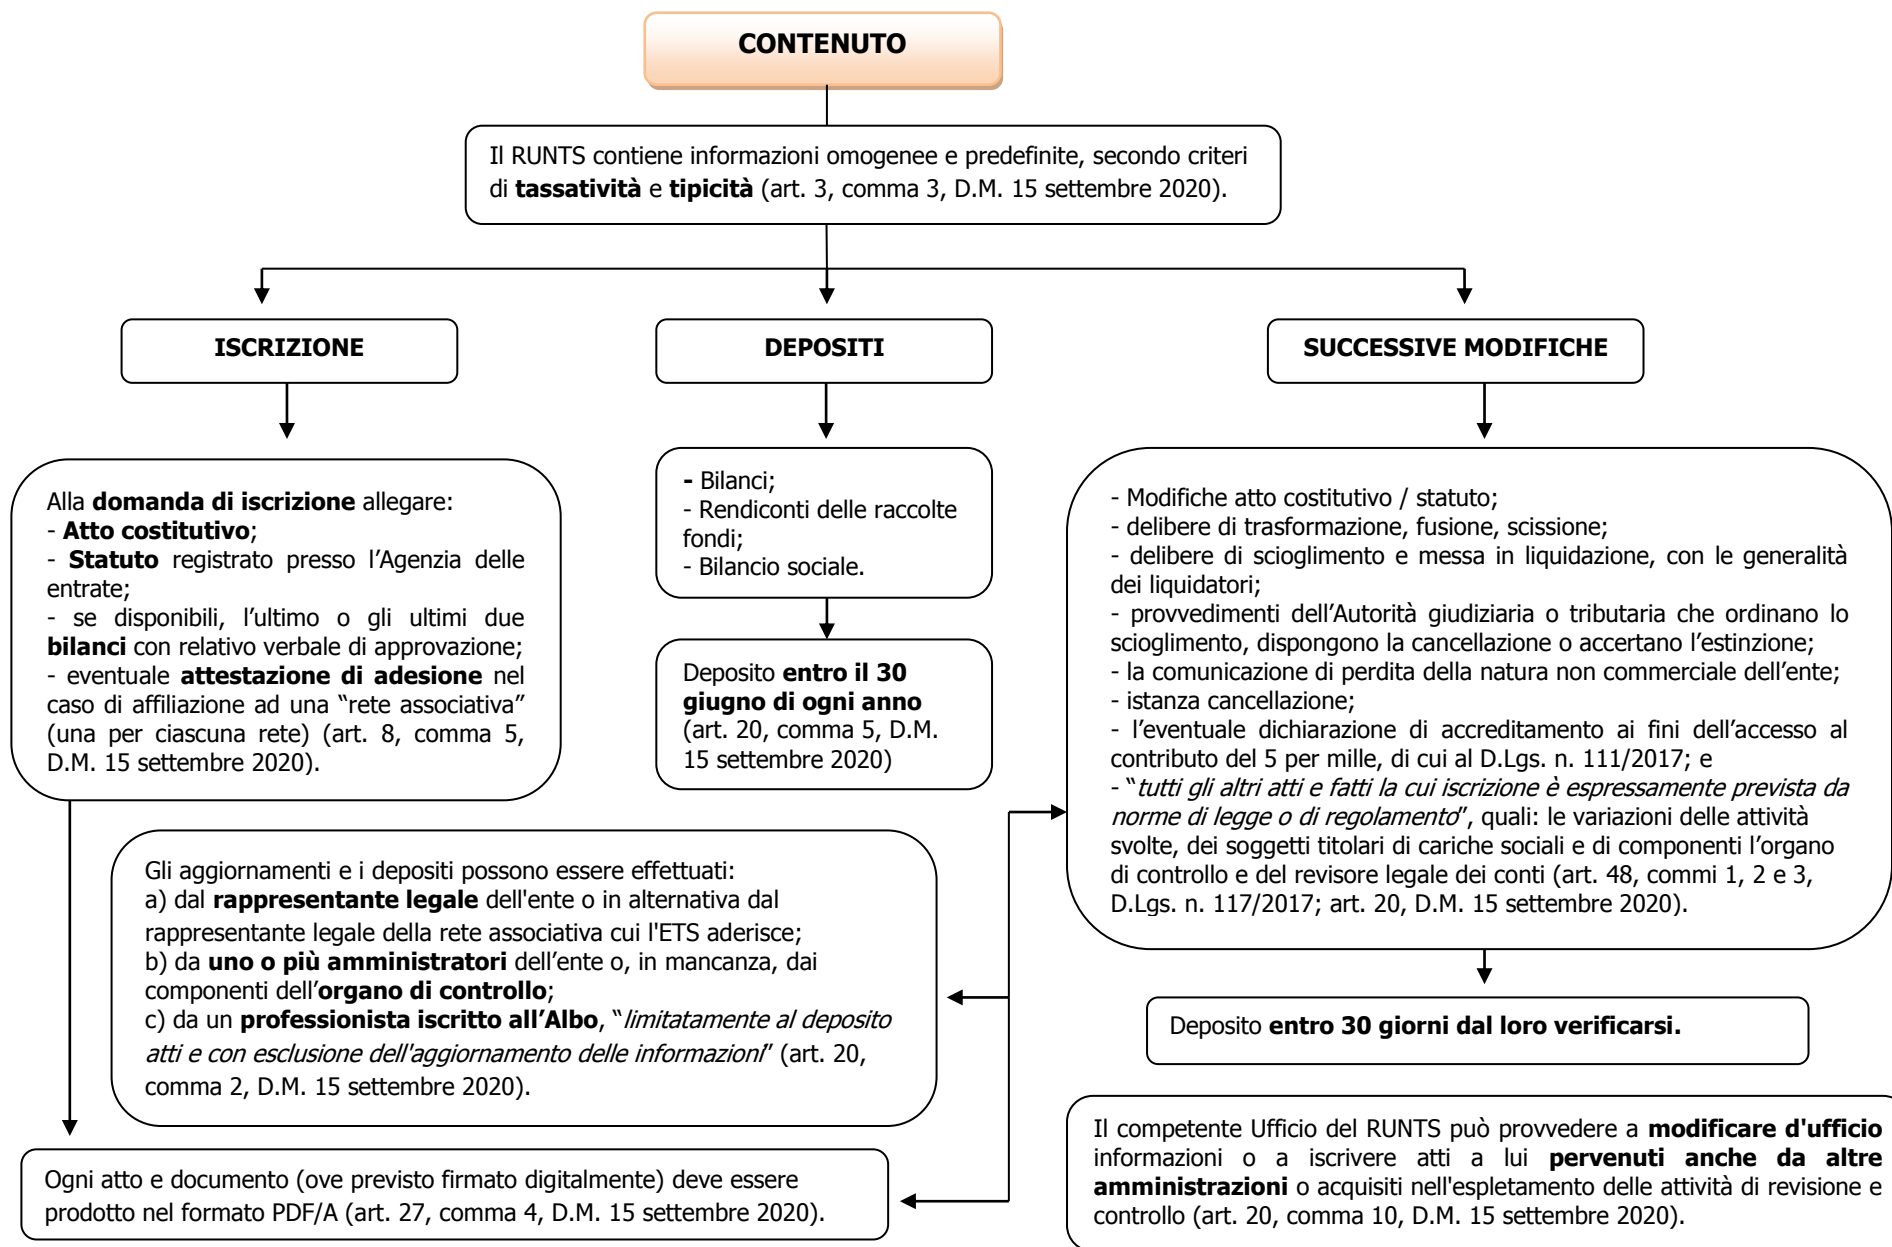 CONTENUTO
Il RUNTS contiene informazioni omogenee e predefinite, secondo criteri
di tassatività e tipicità (art. 3, comma 3, D.M. 15 settembre 2020).
ISCRIZIONE
DEPOSITI
SUCCESSIVE MODIFICHE
Alla domanda di iscrizione allegare:
- Atto costitutivo;
- Statuto registrato presso l’Agenzia delle
entrate;
- se disponibili, l’ultimo o gli ultimi due
bilanci con relativo verbale di approvazione;
- eventuale attestazione di adesione nel
caso di affiliazione ad una “rete associativa”
(una per ciascuna rete) (art. 8, comma 5,
D.M. 15 settembre 2020).
- Bilanci;
- Rendiconti delle raccolte
fondi;
- Bilancio sociale.
Deposito entro il 30
giugno di ogni anno
(art. 20, comma 5, D.M.
15 settembre 2020)
- Modifiche atto costitutivo / statuto;
- delibere di trasformazione, fusione, scissione;
- delibere di scioglimento e messa in liquidazione, con le generalità
dei liquidatori;
- provvedimenti dell’Autorità giudiziaria o tributaria che ordinano lo
scioglimento, dispongono la cancellazione o accertano l’estinzione;
- la comunicazione di perdita della natura non commerciale dell’ente;
- istanza cancellazione;
- l’eventuale dichiarazione di accreditamento ai fini dell’accesso al
contributo del 5 per mille, di cui al D.Lgs. n. 111/2017; e
- “tutti gli altri atti e fatti la cui iscrizione è espressamente prevista da
norme di legge o di regolamento”, quali: le variazioni delle attività
svolte, dei soggetti titolari di cariche sociali e di componenti l’organo
di controllo e del revisore legale dei conti (art. 48, commi 1, 2 e 3,
D.Lgs. n. 117/2017; art. 20, D.M. 15 settembre 2020).
Gli aggiornamenti e i depositi possono essere effettuati:
a) dal rappresentante legale dell'ente o in alternativa dal
rappresentante legale della rete associativa cui l'ETS aderisce;
b) da uno o più amministratori dell’ente o, in mancanza, dai
componenti dell’organo di controllo;
c) da un professionista iscritto all’Albo, “limitatamente al deposito
atti e con esclusione dell'aggiornamento delle informazioni” (art. 20,
comma 2, D.M. 15 settembre 2020).
Deposito entro 30 giorni dal loro verificarsi.
Ogni atto e documento (ove previsto firmato digitalmente) deve essere
prodotto nel formato PDF/A (art. 27, comma 4, D.M. 15 settembre 2020).
Il competente Ufficio del RUNTS può provvedere a modificare d'ufficio
informazioni o a iscrivere atti a lui pervenuti anche da altre
amministrazioni o acquisiti nell'espletamento delle attività di revisione e
controllo (art. 20, comma 10, D.M. 15 settembre 2020).